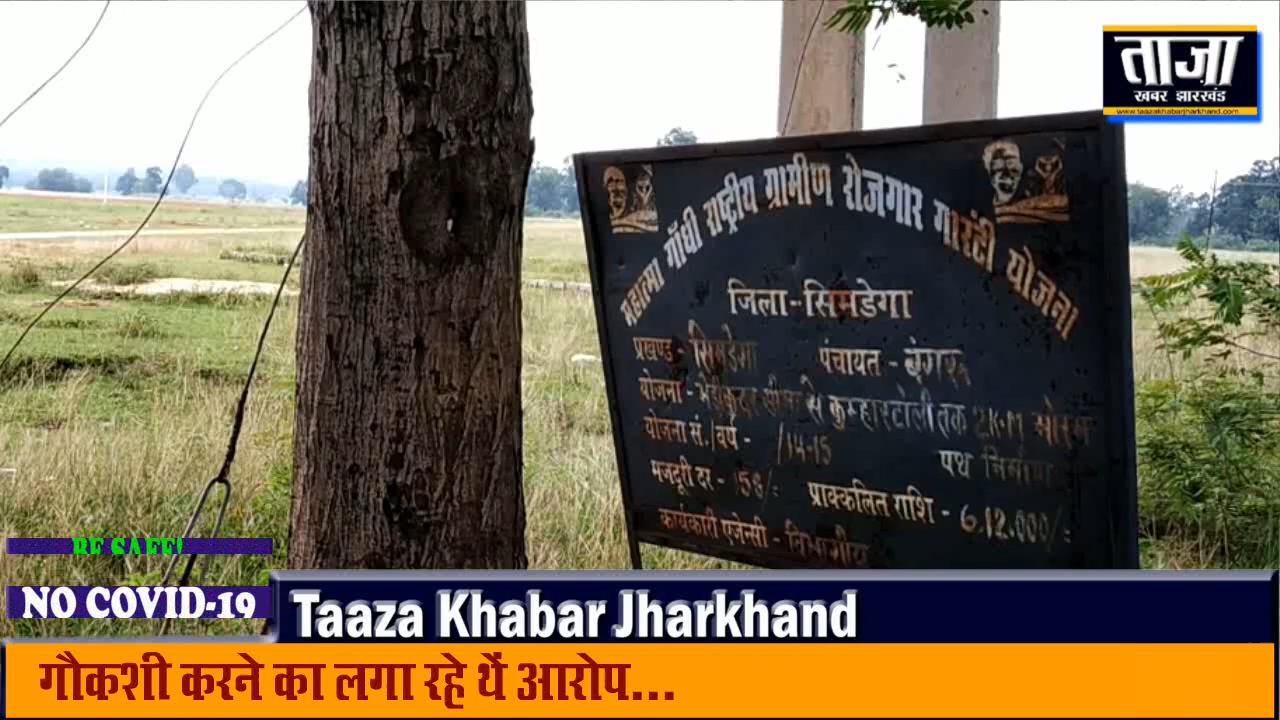 ताज़ा
खबर झारखंड
www.taazakhabarjharkhand.com
महात्मा गाँधी राष्ट्रीय ग्रामीण रोजगार गारंटी योजना
जिला-सिमडेगा
प्रखण्ड - सिमडेगा पंचायत -
योजना - से कुम्हारटोली तक
योजना सं./वर्ष - /14-15 पथ निर्माण
मजदूरी दर - 158/- प्राक्कलित राशि - 6,12,000/-
कार्यकारी एजेन्सी - विभागीय
BE SAFE!
NO COVID-19
Taaza Khabar Jharkhand
गौकशी करने का लगा रहे थें आरोप...